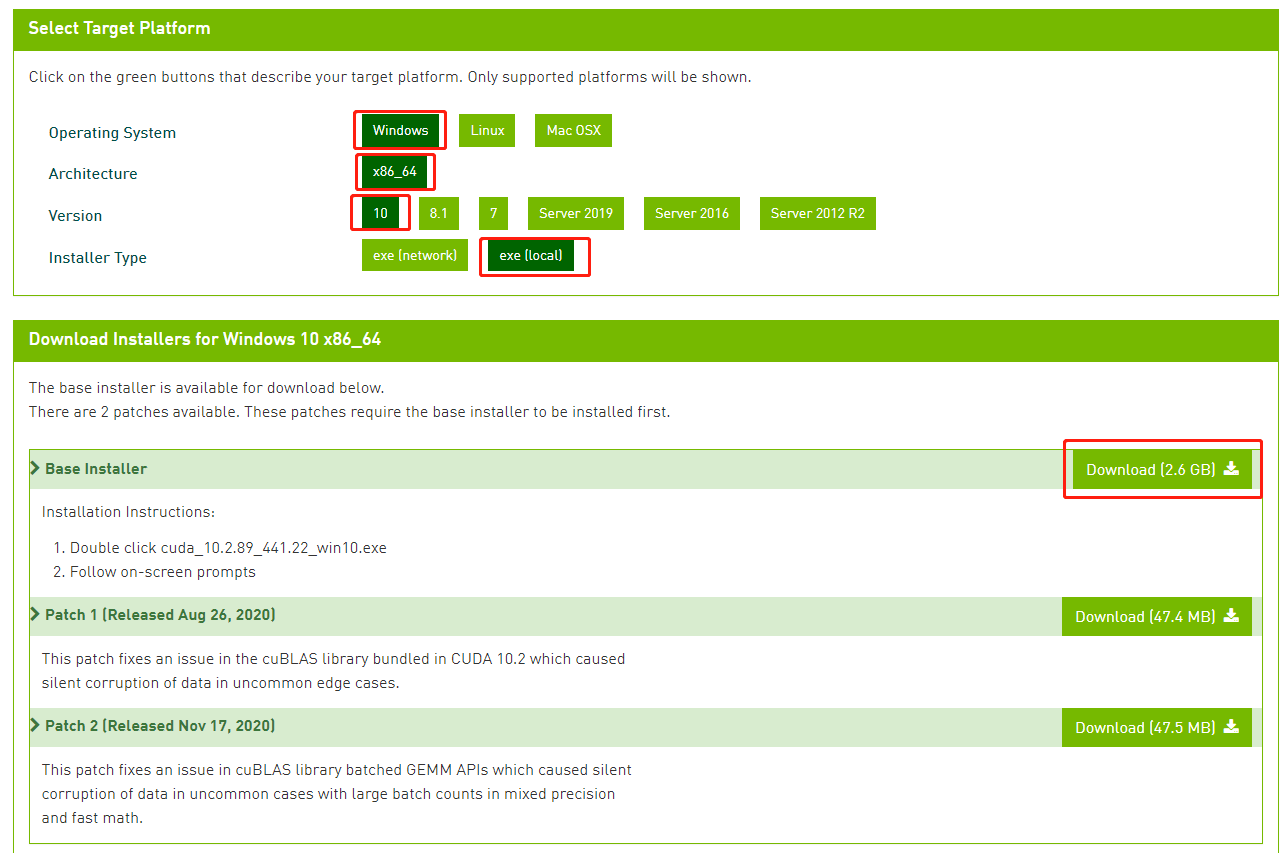 Select Target Platform
Click on the green buttons that describe your target platform. Only supported platforms will be shown.
Operating System Windows Linux Mac OSX
Architecture x86_64
Version 10 8.1 7 Server 2019 Server 2016 Server 2012 R2
Installer Type exe (network) exe (local)
Download Installers for Windows 10 x86_64
The base installer is available for download below.
There are 2 patches available. These patches require the base installer to be installed first.
Base Installer Download (2.6 GB)
Installation Instructions:
1. Double click cuda_10.2.89_441.22_win10.exe
2. Follow on-screen prompts
Patch 1 (Released Aug 26, 2020) Download (47.4 MB)
This patch fixes an issue in the cuBLAS library bundled in CUDA 10.2 which caused
silent corruption of data in uncommon edge cases.
Patch 2 (Released Nov 17, 2020) Download (47.5 MB)
This patch fixes an issue in cuBLAS library batched GEMM APIs which caused silent
corruption of data in uncommon cases with large batch counts in mixed precision
and fast math.